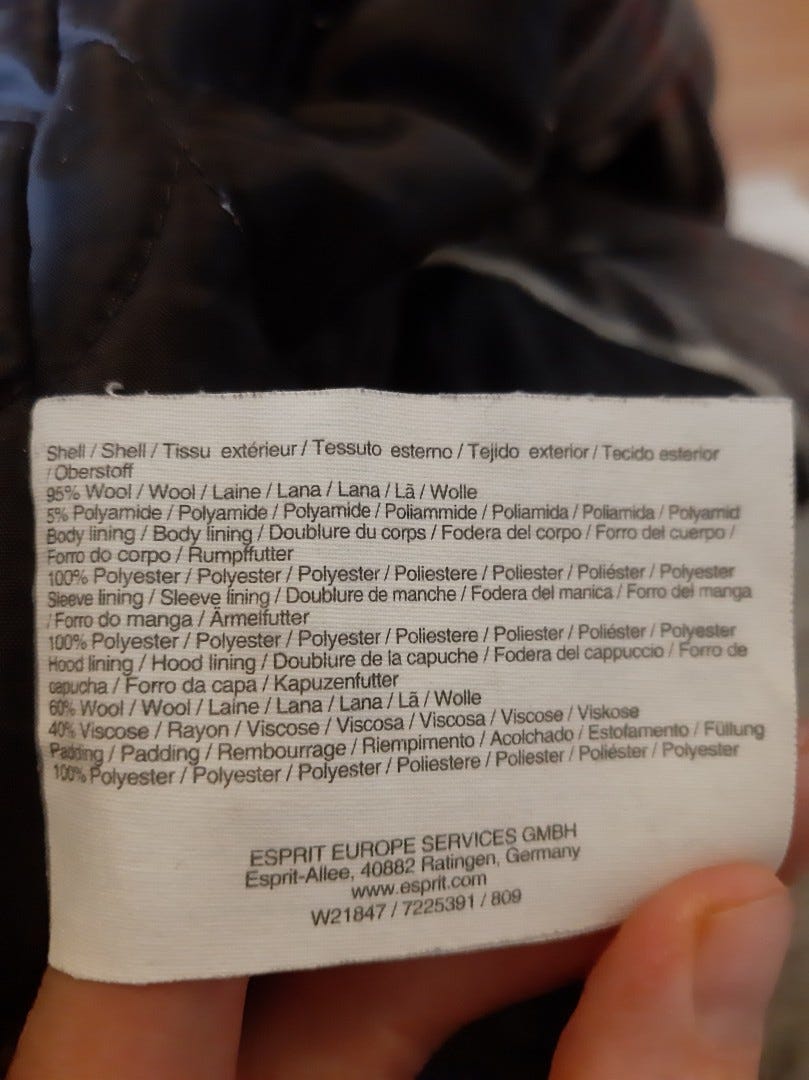 Shell / Shell / Tissu extérieur / Tessuto esterno / Tejido exterior / Tecido esterior
/ Oberstoff
95% Wool / Wool / Laine / Lana / Lana / Lã / Wolle
5% Polyamide / Polyamide / Polyamide / Poliammide / Poliamida / Poliamida / Polyamid
Body lining / Body lining / Doublure du corps / Fodera del corpo / Forro del cuerpo /
Forro do corpo / Rumpffutter
100% Polyester / Polyester / Polyester / Poliestere / Poliester / Poliéster / Polyester
Sleeve lining / Sleeve lining / Doublure de manche / Fodera del manica / Forro del manga
/ Forro do manga / Ärmelfutter
100% Polyester / Polyester / Polyester / Poliestere / Poliester / Poliéster / Polyester
Hood lining / Hood lining / Doublure de la capuche / Fodera del cappuccio / Forro de
capucha / Forro da capa / Kapuzenfutter
60% Wool / Wool / Laine / Lana / Lana / Lã / Wolle
40% Viscose / Rayon / Viscose / Viscosa / Viscosa / Viscose / Viskose
Padding / Padding / Rembourrage / Riempimento / Acolchado / Estofamento / Füllung
100% Polyester / Polyester / Polyester / Poliestere / Poliester / Poliéster / Polyester
ESPRIT EUROPE SERVICES GMBH
Esprit-Allee, 40882 Ratingen, Germany
www.esprit.com
W21847 / 7225391 / 809